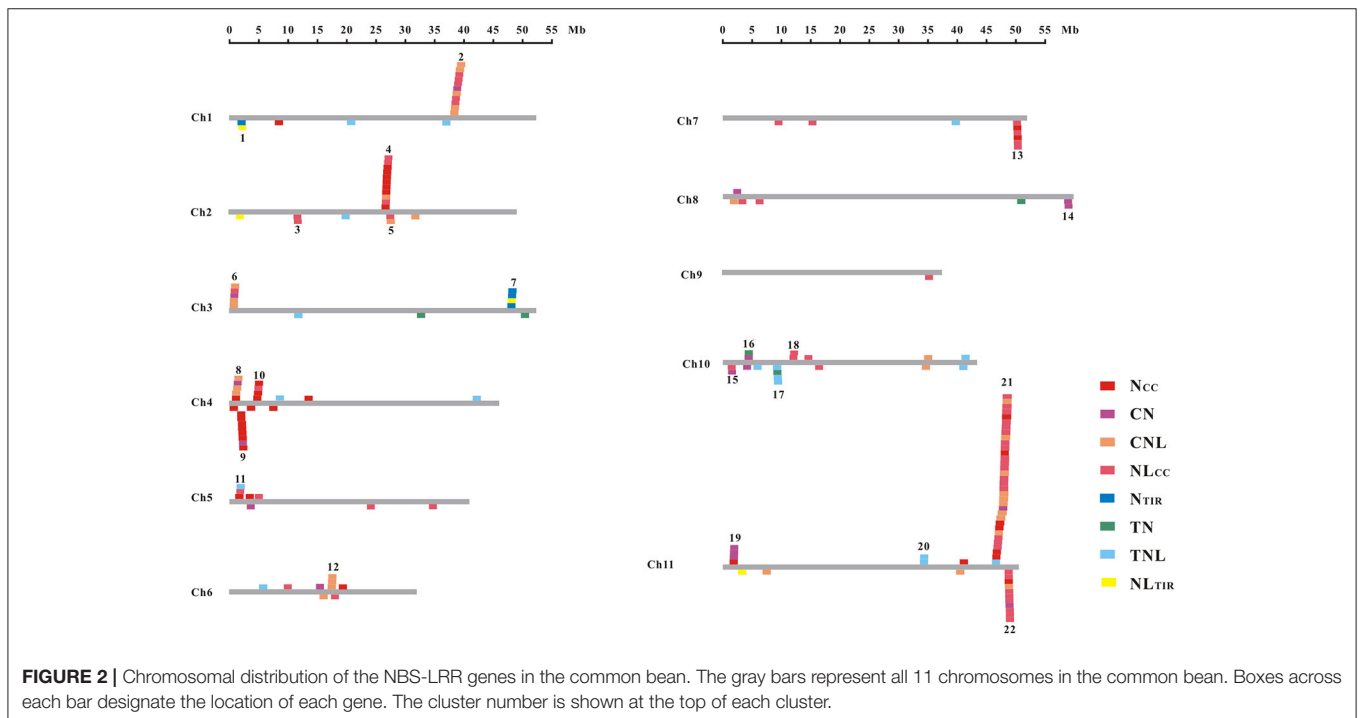 0 5 10 15 20 25 30 35 40 45 50 55 Mb
2
Ch1
1
4
Ch2
3 5
6 7
Ch3
8 10
Ch4
9
11
Ch5
12
Ch6
0 5 10 15 20 25 30 35 40 45 50 55 Mb
Ch7
13
Ch8
14
Ch9
16 18
Ch10
15 17
21
19 20
Ch11
22
NCC
CN
CNL
NLCC
NTIR
TN
TNL
NLTIR
FIGURE 2 | Chromosomal distribution of the NBS-LRR genes in the common bean. The gray bars represent all 11 chromosomes in the common bean. Boxes across
each bar designate the location of each gene. The cluster number is shown at the top of each cluster.